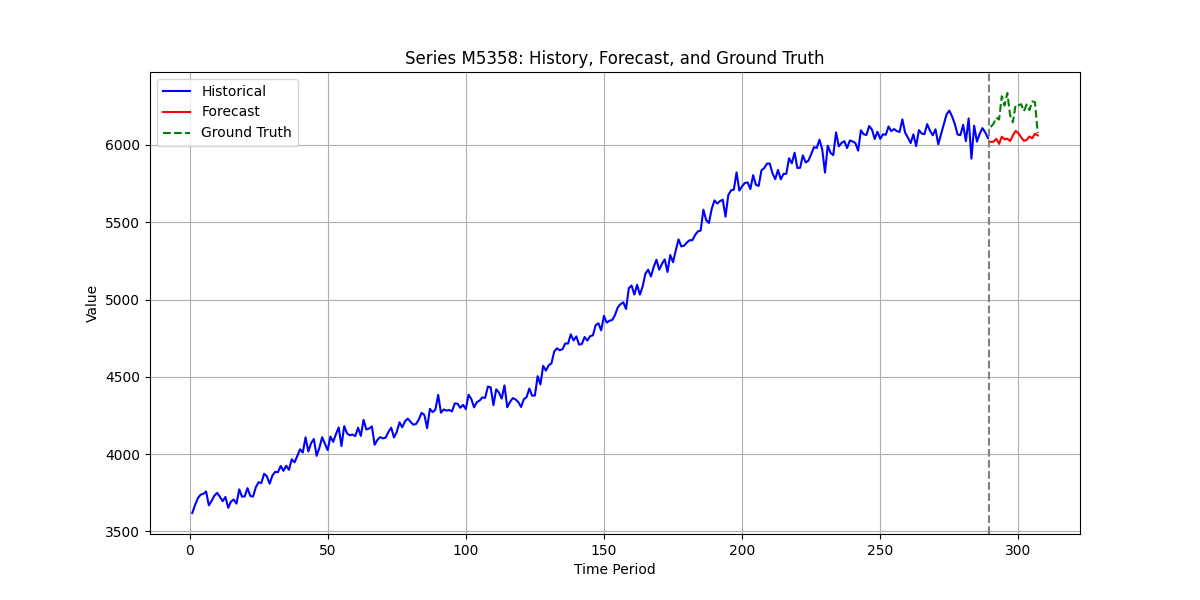 Series M5358: History, Forecast, and Ground Truth
Historical
Forecast
Ground Truth
Value
6000
5500
5000
4500
4000
3500
0 50 100 150 200 250 300
Time Period